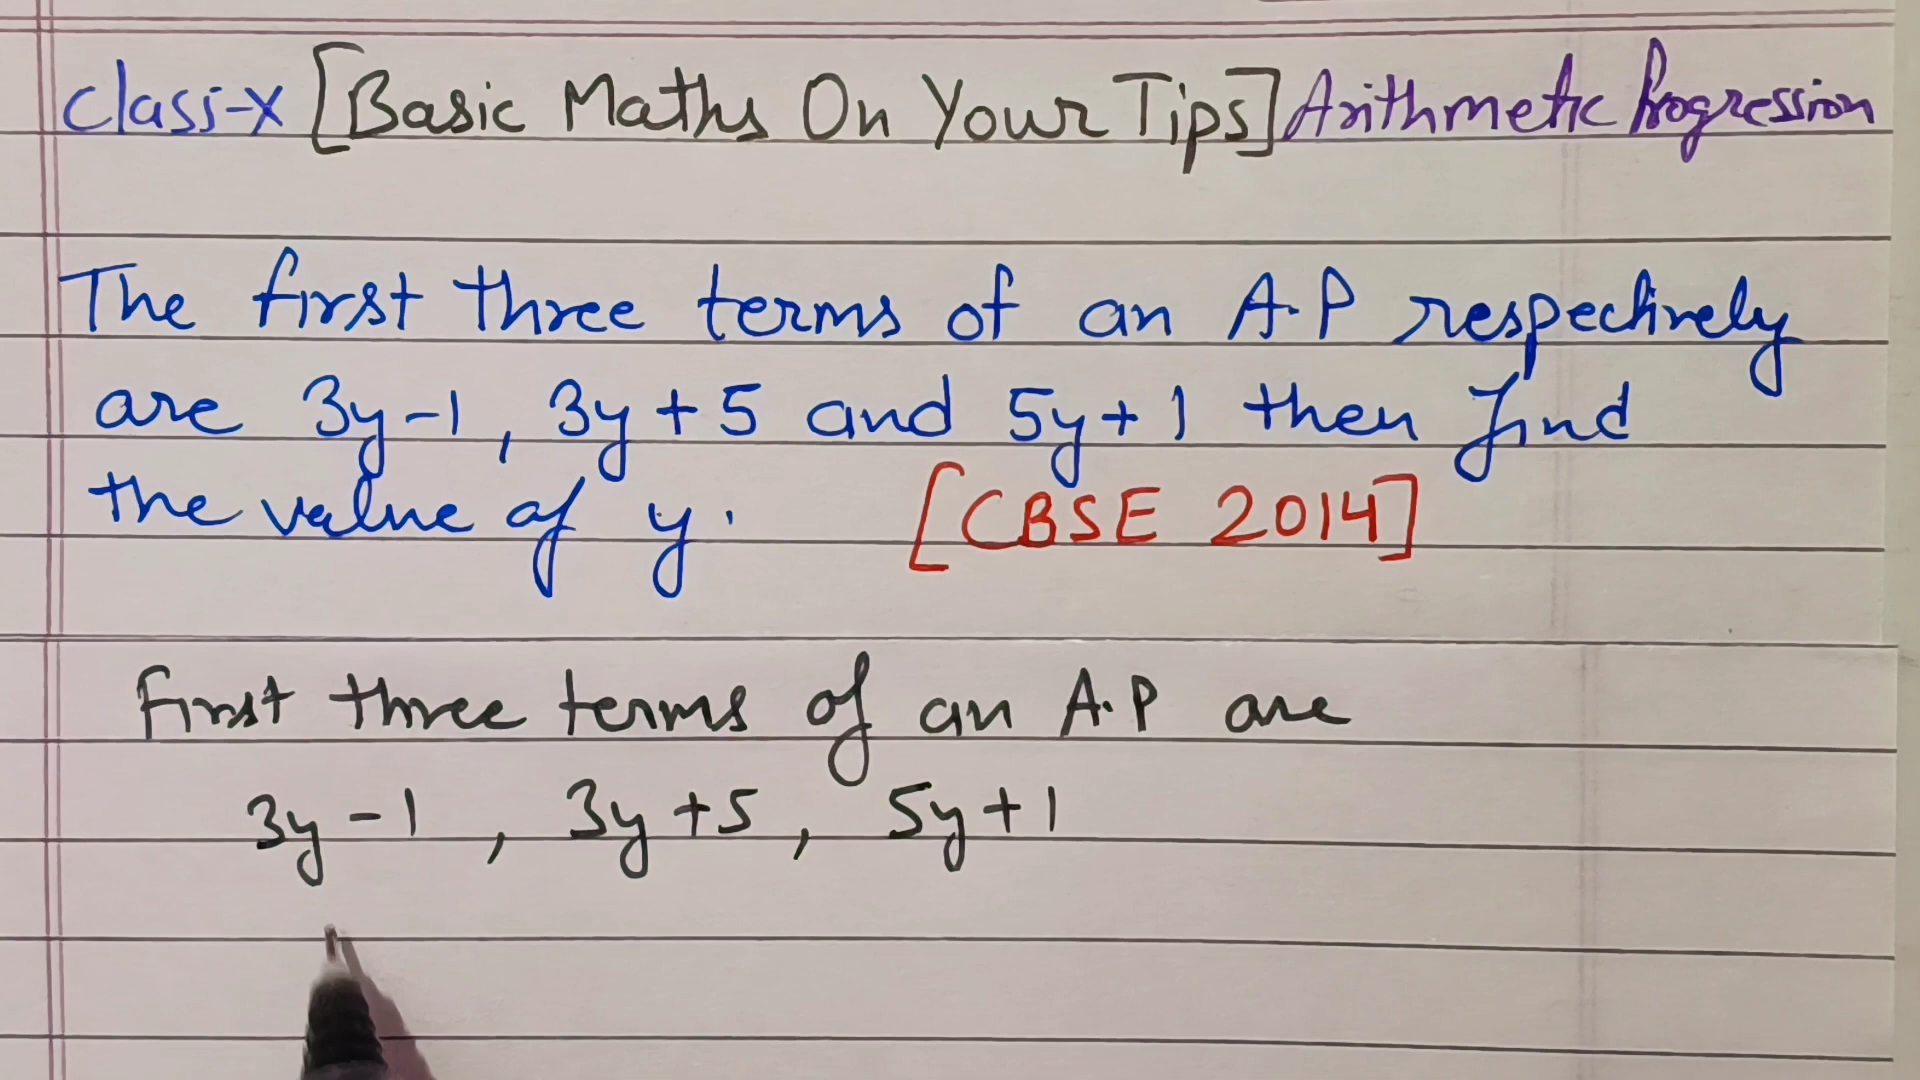 Class-X [Basic Maths On Your Tips] Arithmetic Progression
The first three terms of an A.P respectively
are 3y-1, 3y+5 and 5y+1 then find
the value of y. [CBSE 2014]
First three terms of an A.P are
3y-1, 3y+5, 5y+1